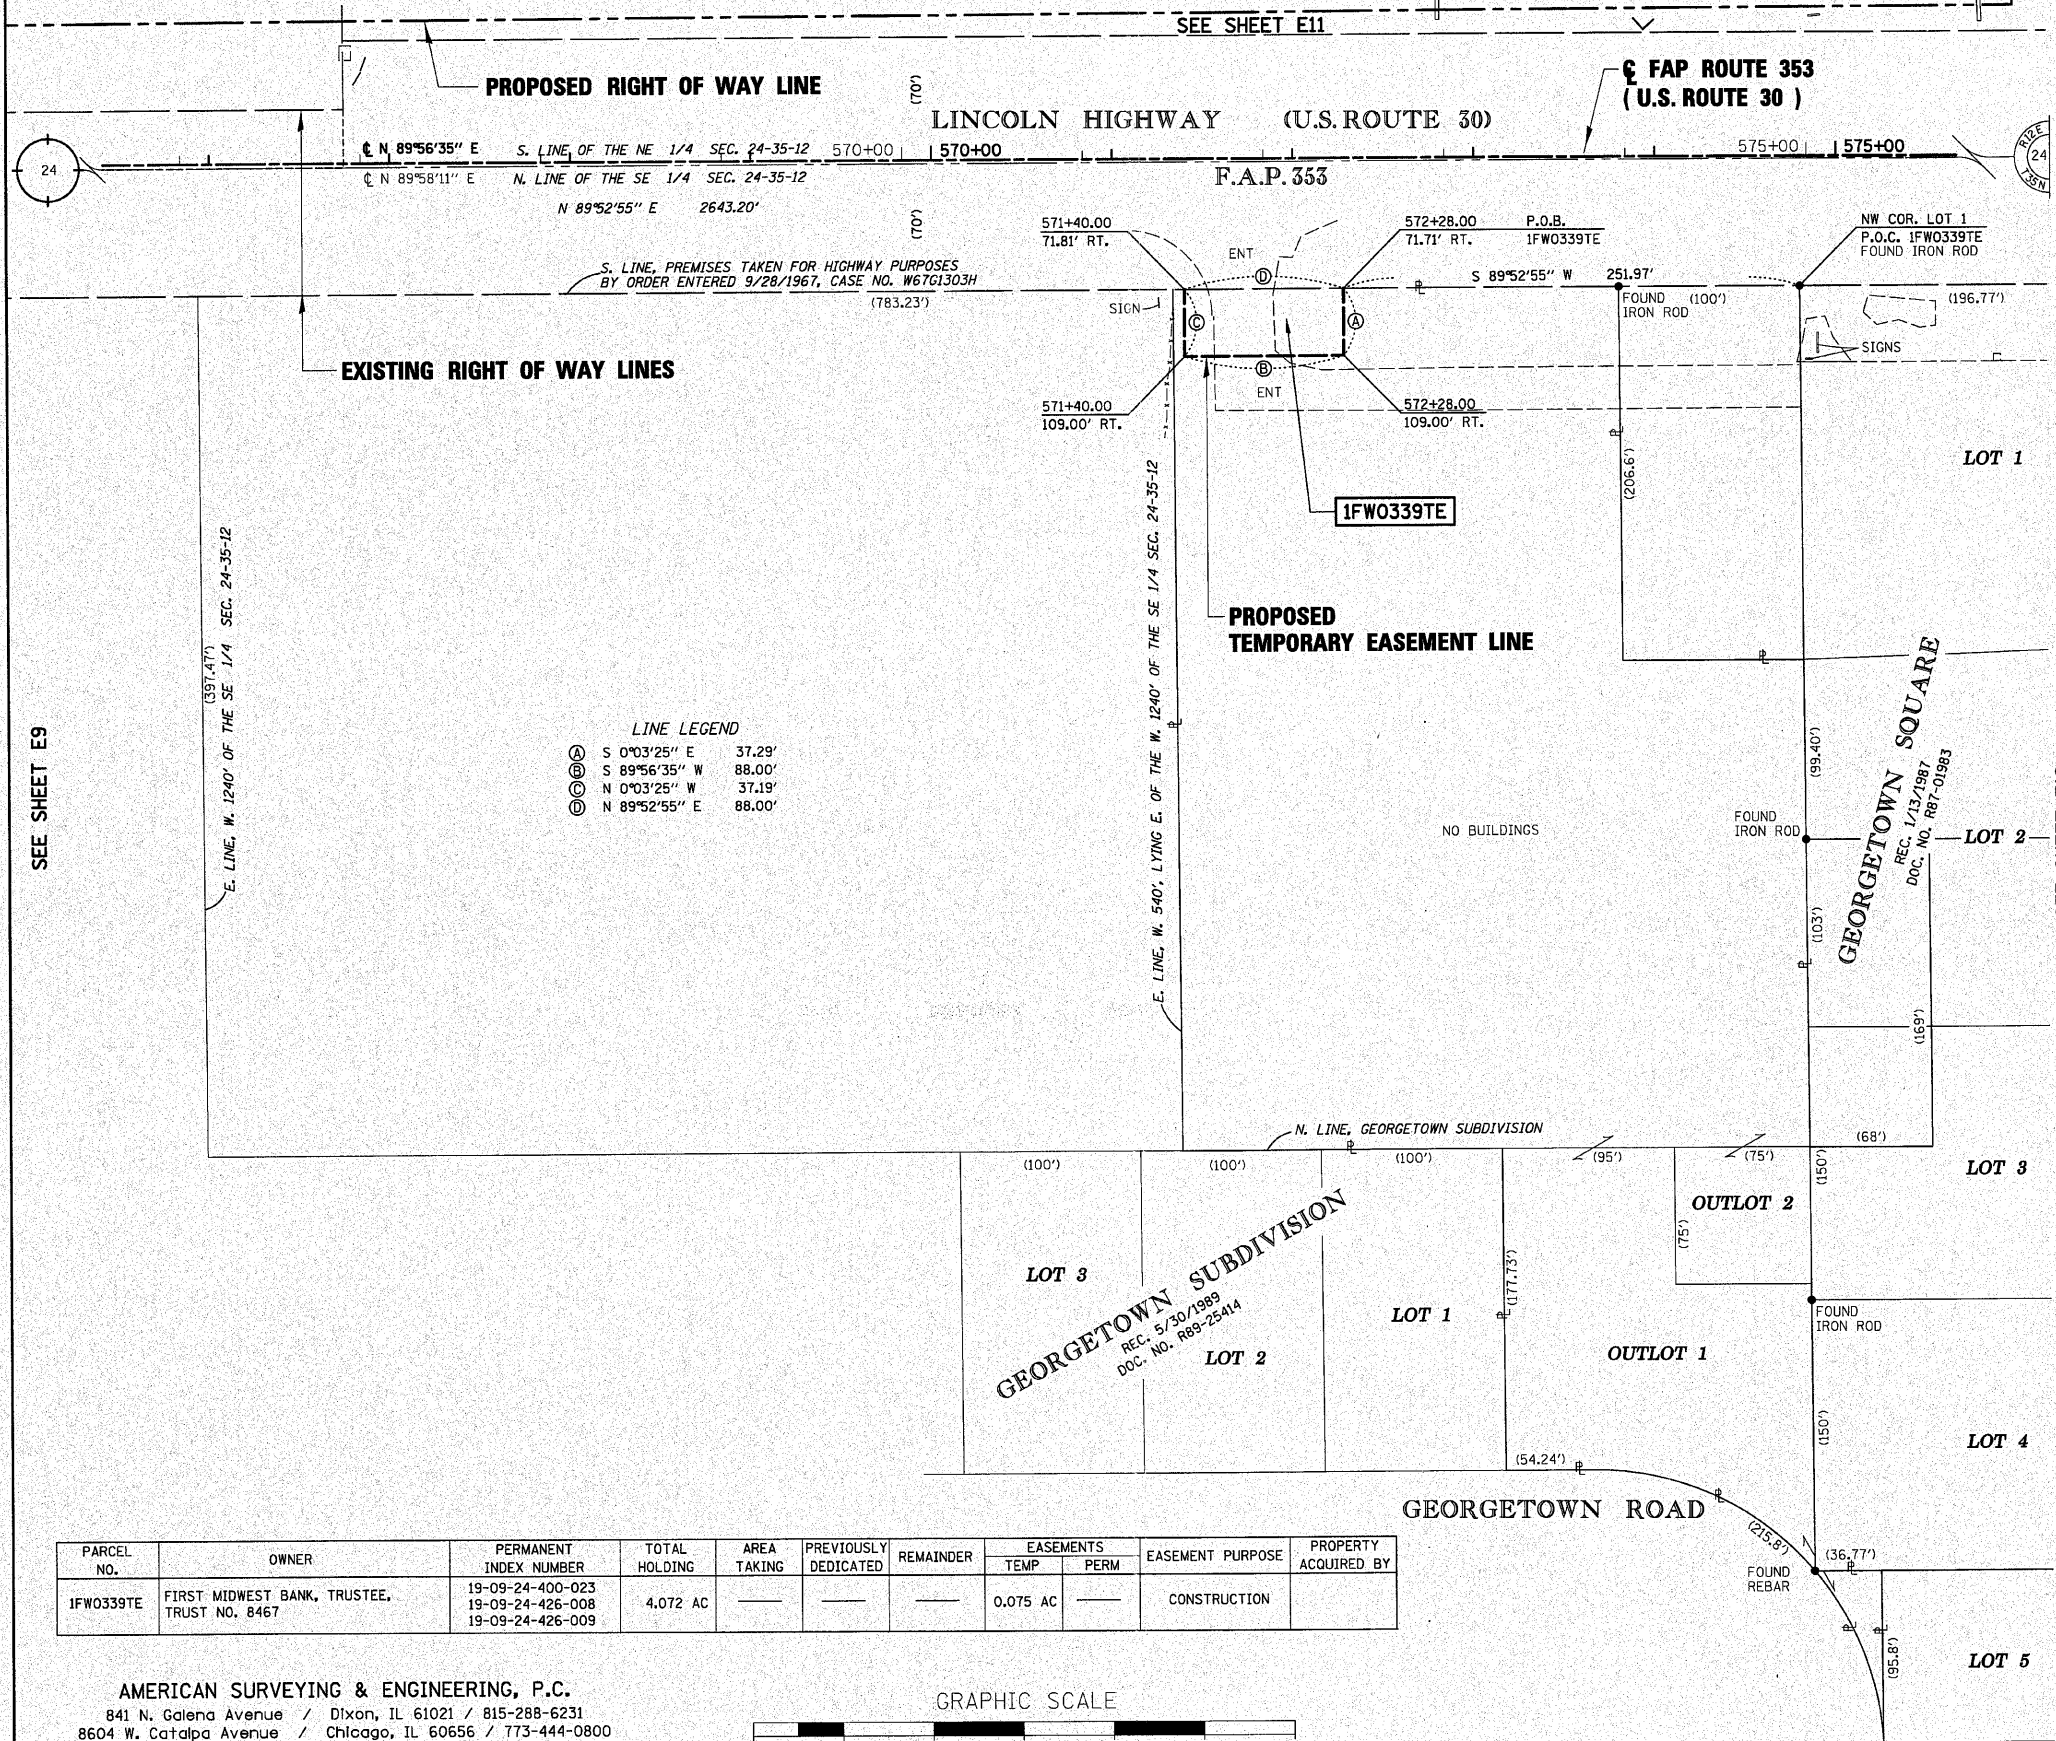 SEE SHEET E11
PROPOSED RIGHT OF WAY LINE
(70')
℄ FAP ROUTE 353
( U.S. ROUTE 30 )
LINCOLN HIGHWAY (U.S. ROUTE 30)
24
℄ N 89°56'35" E S. LINE OF THE NE 1/4 SEC. 24-35-12
570+00
570+00
575+00
575+00
R12E
24
T35N
℄ N 89°58'11" E N. LINE OF THE SE 1/4 SEC. 24-35-12
F.A.P. 353
N 89°52'55" E 2643.20'
(70')
571+40.00
71.81' RT.
572+28.00 P.O.B.
71.71' RT. 1FW0339TE
NW COR. LOT 1
P.O.C. 1FW0339TE
FOUND IRON ROD
ENT
S. LINE, PREMISES TAKEN FOR HIGHWAY PURPOSES
BY ORDER ENTERED 9/28/1967, CASE NO. W67G1303H
D
S 89°52'55" W 251.97'
(783.23')
SIGN
FOUND
IRON ROD
(100')
(196.77')
C
A
SIGNS
EXISTING RIGHT OF WAY LINES
B
ENT
571+40.00
109.00' RT.
572+28.00
109.00' RT.
(206.6')
LOT 1
1FW0339TE
PROPOSED
TEMPORARY EASEMENT LINE
(397.47')
E. LINE, W. 1240' OF THE SE 1/4 SEC. 24-35-12
E. LINE, W. 540', LYING E. OF THE W. 1240' OF THE SE 1/4 SEC. 24-35-12
SEE SHEET E9
LINE LEGEND
A S 0°03'25" E 37.29'
B S 89°56'35" W 88.00'
C N 0°03'25" W 37.19'
D N 89°52'55" E 88.00'
(99.40')
GEORGETOWN SQUARE
REC. 1/13/1987
DOC. NO. R87-01983
NO BUILDINGS
FOUND
IRON ROD
LOT 2
(103')
(169')
N. LINE, GEORGETOWN SUBDIVISION
(68')
(100')
(100')
(100')
(95')
(75')
(150')
LOT 3
OUTLOT 2
(75')
GEORGETOWN SUBDIVISION
REC. 5/30/1989
DOC. NO. R89-25414
LOT 3
LOT 2
LOT 1
(177.73')
FOUND
IRON ROD
OUTLOT 1
(150')
LOT 4
(54.24')
GEORGETOWN ROAD
(215.8')
(36.77')
FOUND
REBAR
(95.8')
LOT 5
PARCEL NO. OWNER PERMANENT INDEX NUMBER TOTAL HOLDING AREA TAKING PREVIOUSLY DEDICATED REMAINDER EASEMENTS TEMP PERM EASEMENT PURPOSE PROPERTY ACQUIRED BY
1FW0339TE FIRST MIDWEST BANK, TRUSTEE, TRUST NO. 8467 19-09-24-400-023 19-09-24-426-008 19-09-24-426-009 4.072 AC 0.075 AC CONSTRUCTION
AMERICAN SURVEYING & ENGINEERING, P.C.
841 N. Galena Avenue / Dixon, IL 61021 / 815-288-6231
8604 W. Catalpa Avenue / Chicago, IL 60656 / 773-444-0800
GRAPHIC SCALE